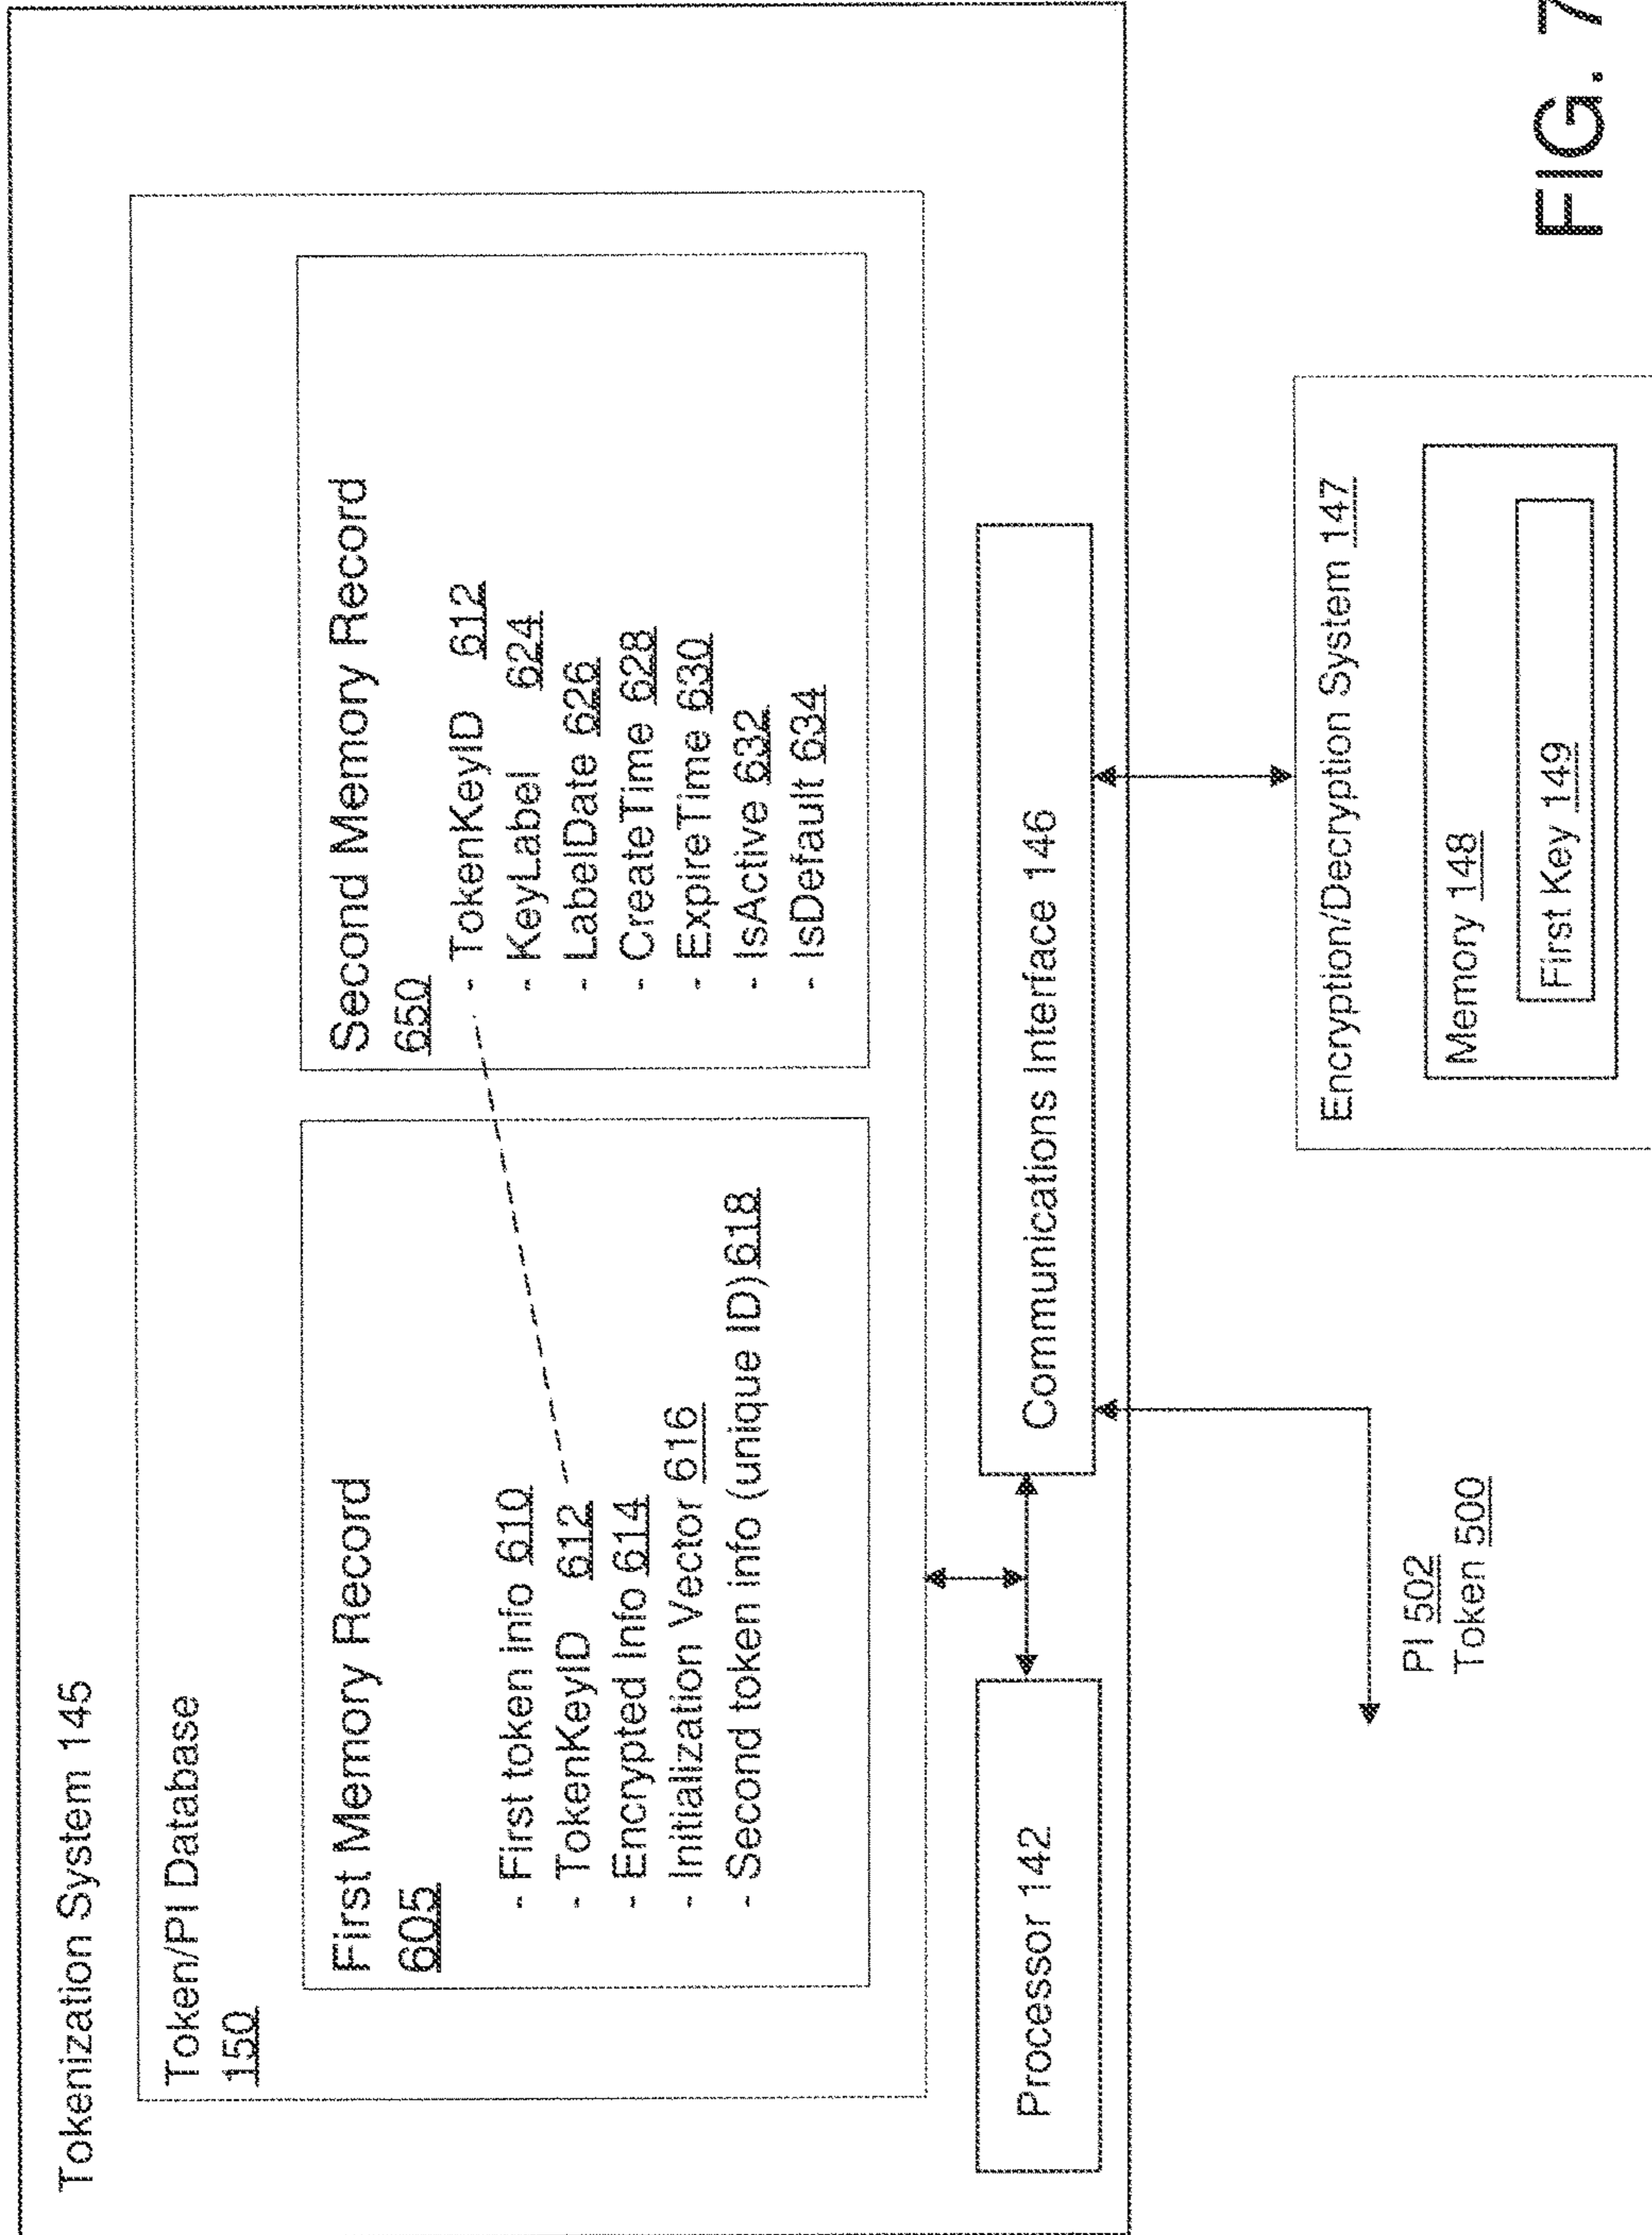 Tokenization System 145
Token/PI Database
150
First Memory Record
605
- First token info 610
- TokenKeyID 612
- Encrypted Info 614
- Initialization Vector 616
- Second token info (unique ID) 618
Second Memory Record
650
- TokenKeyID 612
- KeyLabel 624
- LabelDate 626
- CreateTime 628
- ExpireTime 630
- IsActive 632
- IsDefault 634
Processor 142
Communications Interface 146
PI 502
Token 500
Encryption/Decryption System 147
Memory 148
First Key 149
FIG. 7